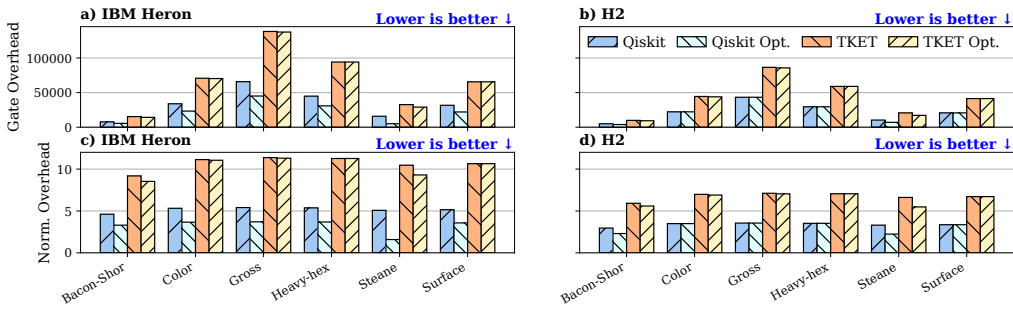 a) IBM Heron
Lower is better ↓
b) H2
Lower is better ↓
Gate Overhead
100000
50000
0
Qiskit
Qiskit Opt.
TKET
TKET Opt.
c) IBM Heron
Lower is better ↓
d) H2
Lower is better ↓
Norm. Overhead
10
5
0
Bacon-Shor
Color
Gross
Heavy-hex
Steane
Surface
Bacon-Shor
Color
Gross
Heavy-hex
Steane
Surface